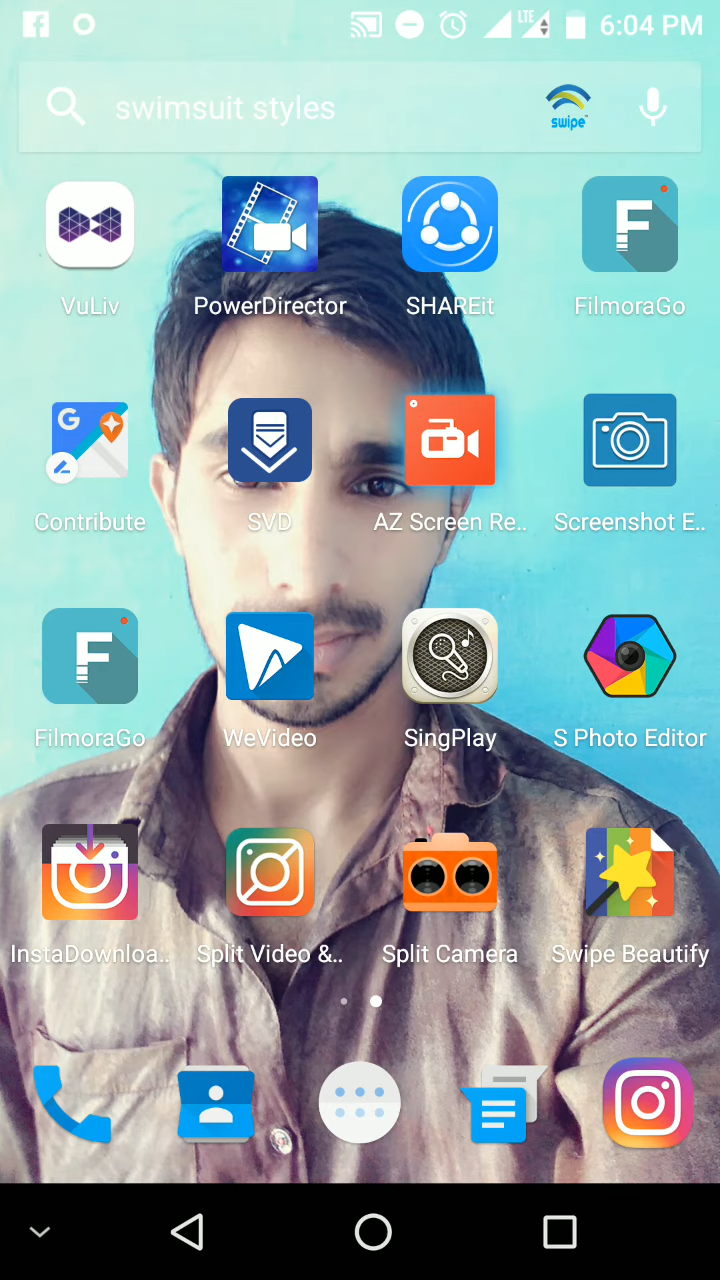 LTE 6:04 PM
swimsuit styles
swipe
VuLiv PowerDirector SHAREit FilmoraGo
Contribute SVD AZ Screen Re.. Screenshot E..
FilmoraGo WeVideo SingPlay S Photo Editor
InstaDownloa.. Split Video &.. Split Camera Swipe Beautify